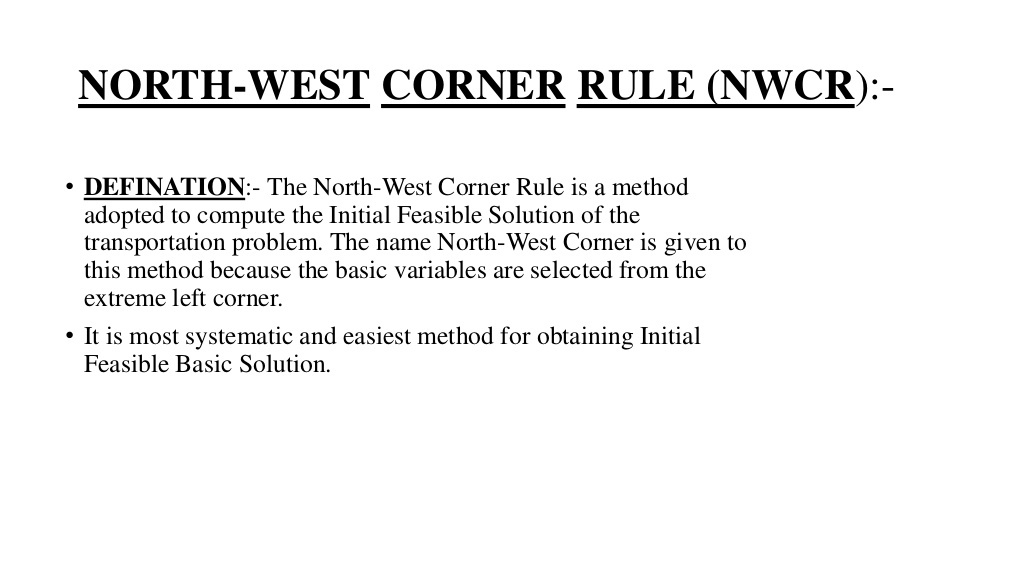 NORTH-WEST CORNER RULE (NWCR):-
• DEFINATION:- The North-West Corner Rule is a method
adopted to compute the Initial Feasible Solution of the
transportation problem. The name North-West Corner is given to
this method because the basic variables are selected from the
extreme left corner.
• It is most systematic and easiest method for obtaining Initial
Feasible Basic Solution.